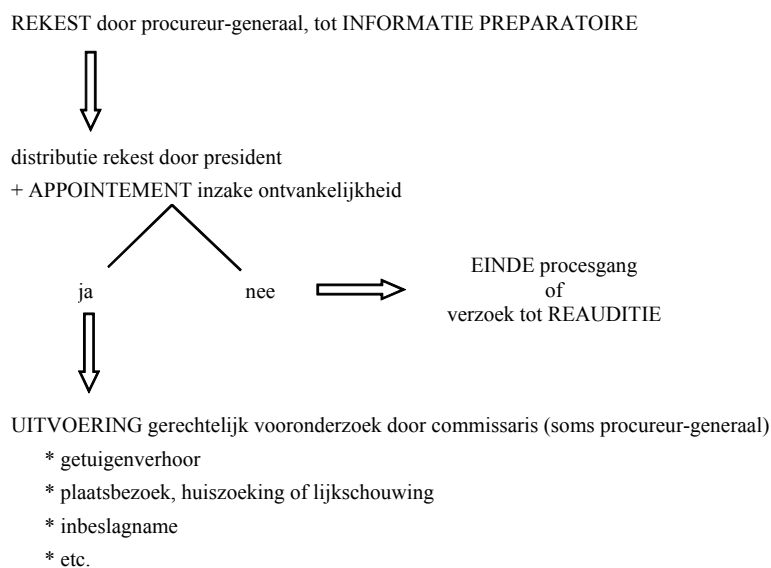 REKEST door procureur-generaal, tot INFORMATIE PREPARATOIRE
distributie rekest door president
+ APPOINTEMENT inzake ontvankelijkheid
ja
nee
EINDE procesgang
of
verzoek tot REAUDITIE
UITVOERING gerechtelijk vooronderzoek door commissaris (soms procureur-generaal)
* getuigenverhoor
* plaatsbezoek, huiszoeking of lijkschouwing
* inbeslagname
* etc.